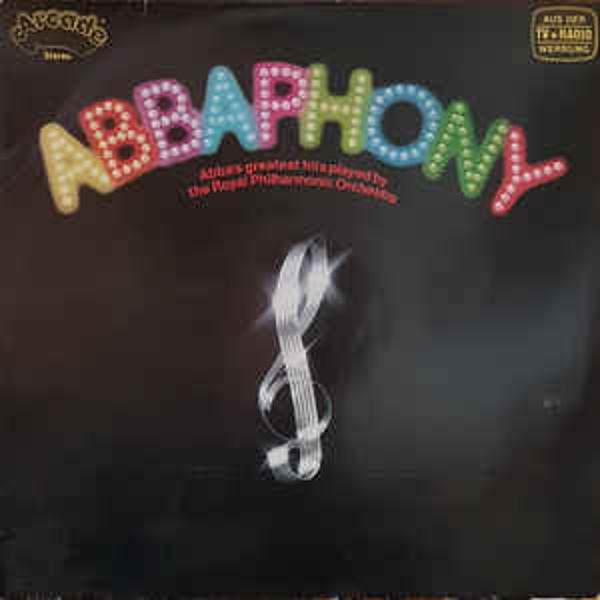 Arcade
Stereo
AUS DER
TV + RADIO
WERBUNG
ABBAPHONY
Abba's greatest hits played by
the Royal Philharmonic Orchestra